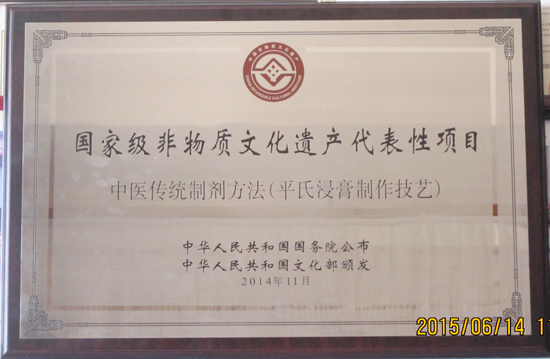 国家级非物质文化遗产代表性项目
中医传统制剂方法(平氏浸膏制作技艺)
中华人民共和国国务院公布
中华人民共和国文化部颁发
2014年11月
2015/06/14 1